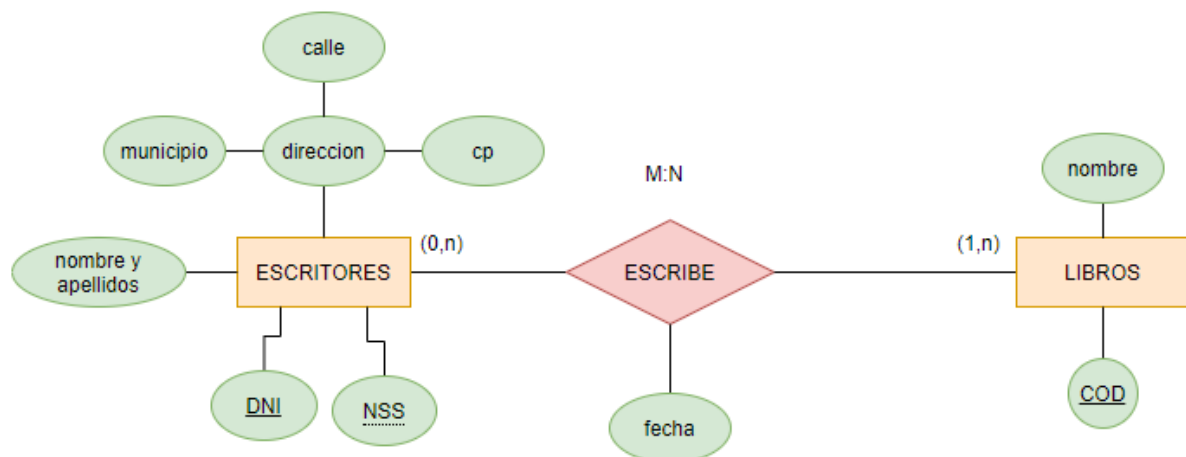 calle
municipio
direccion
cp
M:N
nombre
nombre y
apellidos
ESCRITORES
(0,n)
ESCRIBE
(1,n)
LIBROS
DNI
NSS
fecha
COD